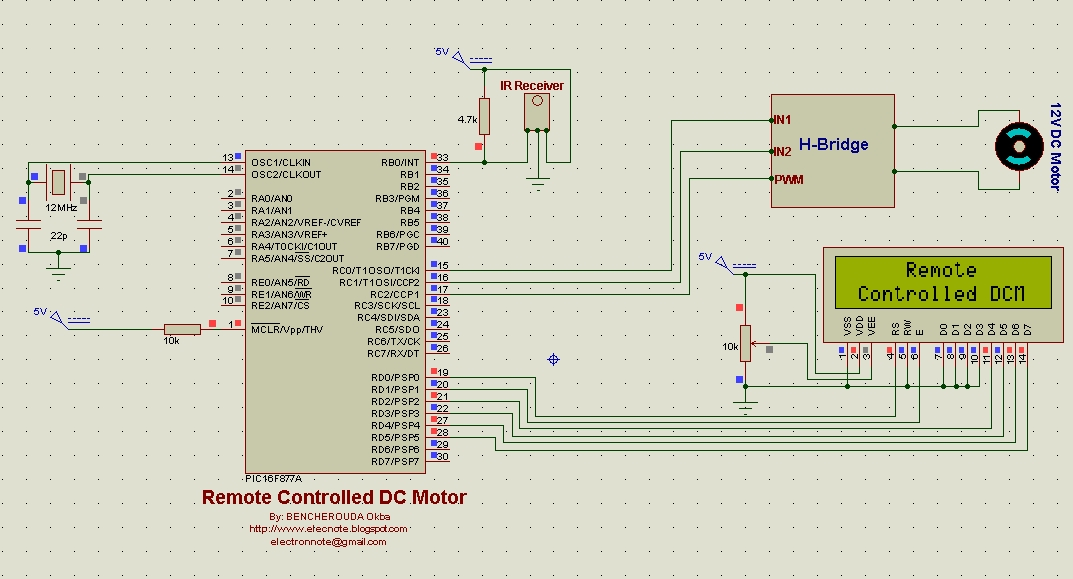 5V
IR Receiver
4.7k
IN1
IN2
PWM
H-Bridge
12V DC Motor
13
14
OSC1/CLKIN
OSC2/CLKOUT
12MHz
22p
2
3
4
5
6
7
RA0/AN0
RA1/AN1
RA2/AN2/VREF-/CVREF
RA3/AN3/VREF+
RA4/T0CKI/C1OUT
RA5/AN4/SS/C2OUT
8
9
10
RE0/AN5/RD
RE1/AN6/WR
RE2/AN7/CS
5V
10k
1
MCLR/Vpp/THV
RB0/INT
RB1
RB2
RB3/PGM
RB4
RB5
RB6/PGC
RB7/PGD
33
34
35
36
37
38
39
40
RC0/T1OSO/T1CKI
RC1/T1OSI/CCP2
RC2/CCP1
RC3/SCK/SCL
RC4/SDI/SDA
RC5/SDO
RC6/TX/CK
RC7/RX/DT
15
16
17
18
23
24
25
26
RD0/PSP0
RD1/PSP1
RD2/PSP2
RD3/PSP3
RD4/PSP4
RD5/PSP5
RD6/PSP6
RD7/PSP7
19
20
21
22
27
28
29
30
5V
10k
Remote
Controlled DCM
VSS VDD VEE RS RW E D0 D1 D2 D3 D4 D5 D6 D7
1 2 3 4 5 6 7 8 9 10 11 12 13 14
PIC16F877A
Remote Controlled DC Motor
By: BENCHEROUDA Okba
http://www.elecnote.blogspot.com
electronnote@gmail.com